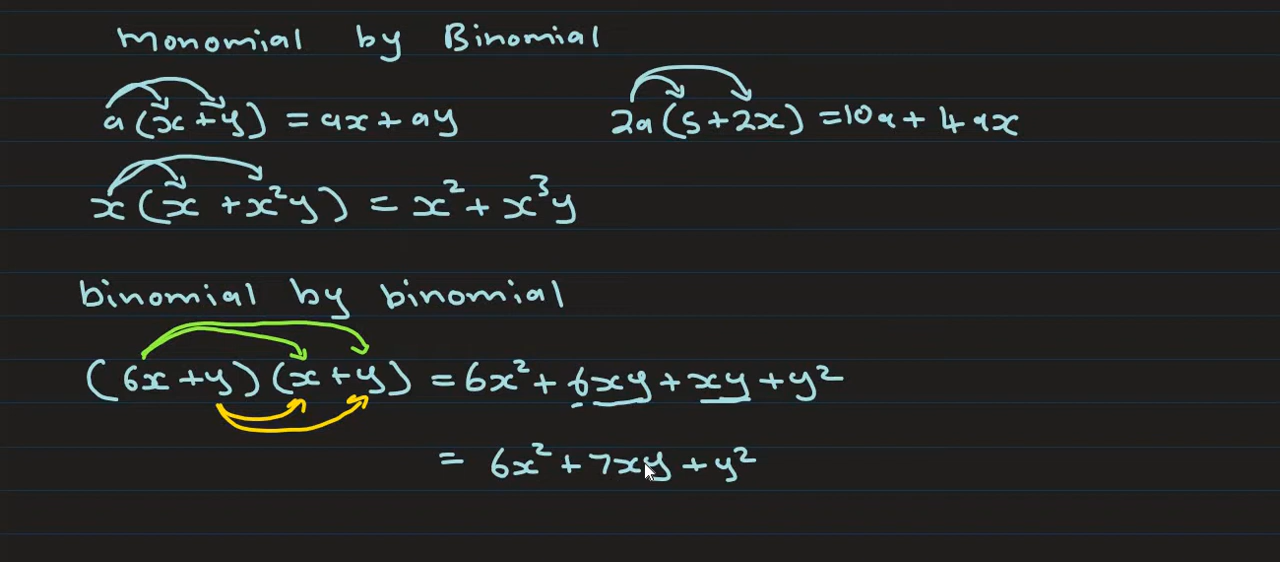 Monomial by Binomial
a(x+y) = ax + ay
2a(5+2x) = 10a + 4ax
x(x + x²y) = x² + x³y
binomial by binomial
(6x+y)(x+y) = 6x² + 6xy + xy + y²
= 6x² + 7xy + y²